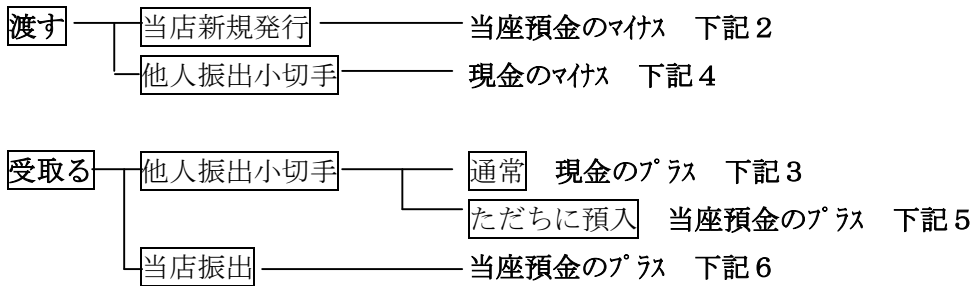 渡す 当店新規発行 当座預金のﾏｲﾅｽ 下記２
他人振出小切手 現金のﾏｲﾅｽ 下記４
受取る 他人振出小切手 通常 現金のﾌﾟﾗｽ 下記３
ただちに預入 当座預金のﾌﾟﾗｽ 下記５
当店振出 当座預金のﾌﾟﾗｽ 下記６